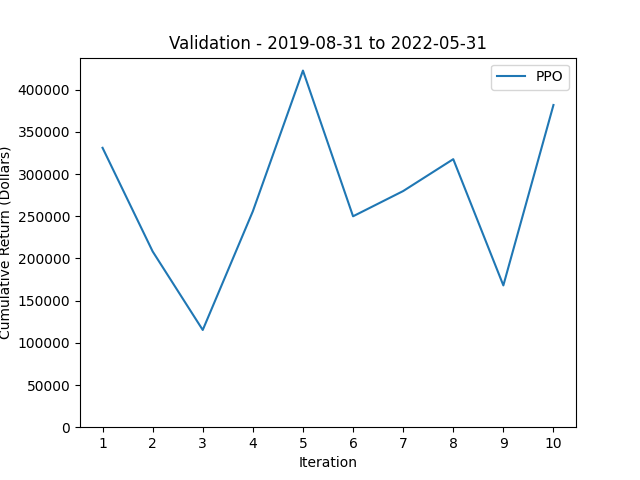 Validation - 2019-08-31 to 2022-05-31
PPO
Cumulative Return (Dollars)
400000
350000
300000
250000
200000
150000
100000
50000
0
1 2 3 4 5 6 7 8 9 10
Iteration